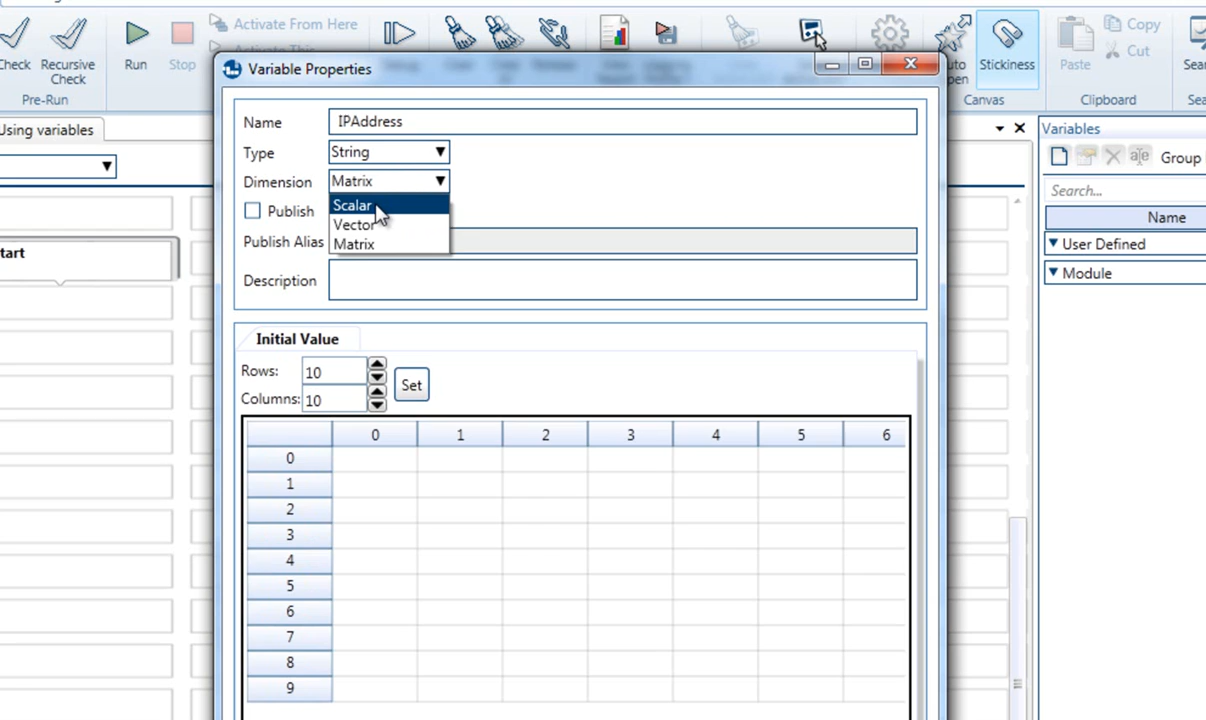 Activate From Here
Check
Recursive
Check
Run
Stop
Stickiness
Paste
Copy
Cut
Pre-Run
Canvas
Clipboard
Variable Properties
Using variables
Name
IPAddress
Type
String
Dimension
Matrix
Scalar
Vector
Matrix
Publish
Publish Alias
Description
Initial Value
Rows:
10
Columns:
10
Set
0 1 2 3 4 5 6
0
1
2
3
4
5
6
7
8
9
Variables
Group
Search...
Name
User Defined
Module